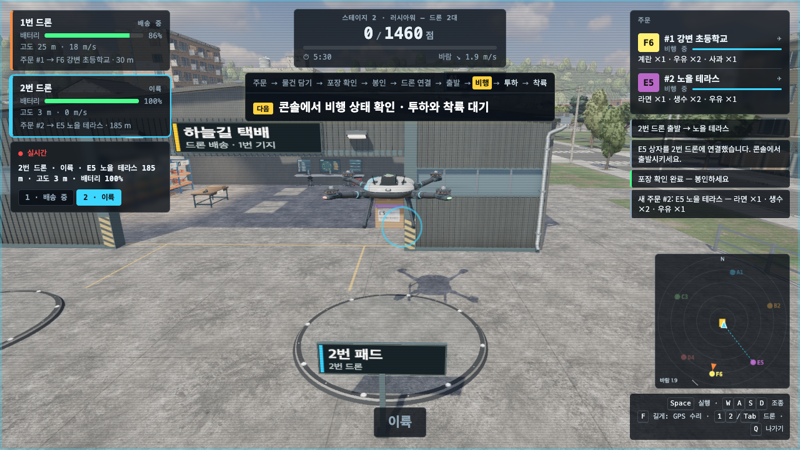 1번 드론 배송 중
배터리 86%
고도 25 m · 18 m/s
주문 #1 → F6 강변 초등학교 · 30 m
2번 드론 이륙
배터리 100%
고도 3 m · 0 m/s
주문 #2 → E5 노을 테라스 · 185 m
실시간
2번 드론 · 이륙 · E5 노을 테라스 185
m · 고도 3 m · 배터리 100%
1 · 배송 중 2 · 이륙
스테이지 2 · 러시아워 — 드론 2대
0/1460점
5:30 바람 ↘ 1.9 m/s
주문 → 물건 담기 → 포장 확인 → 봉인 → 드론 연결 → 출발 → 비행 → 투하 → 착륙
다음 콘솔에서 비행 상태 확인 · 투하와 착륙 대기
하늘길 택배
드론 배송 · 1번 기지
2번 패드
2번 드론
이륙
주문
F6 #1 강변 초등학교
비행 중
계란 ×1 · 우유 ×2 · 사과 ×1
E5 #2 노을 테라스
비행 중
라면 ×1 · 생수 ×2 · 우유 ×1
2번 드론 출발 → 노을 테라스
E5 상자를 2번 드론에 연결했습니다. 콘솔에서
출발시키세요.
포장 확인 완료 — 봉인하세요
새 주문 #2: E5 노을 테라스 — 라면 ×1 · 생수
×2 · 우유 ×1
N
A1
C3
B2
D4
E5
F6
바람 1.9
Space 실행 · W A S D 조종
F 길게: GPS 수리 · 1 2 / Tab 드론 ·
Q 나가기